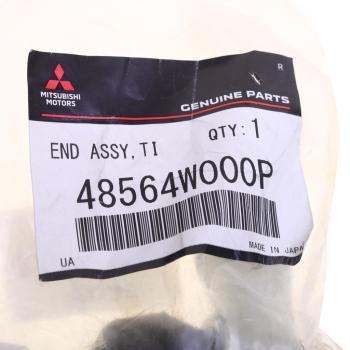 R
MITSUBISHI
MOTORS
GENUINE PARTS
END ASSY,TI
QTY:1
48564W000P
MADE IN JAPAN
UA